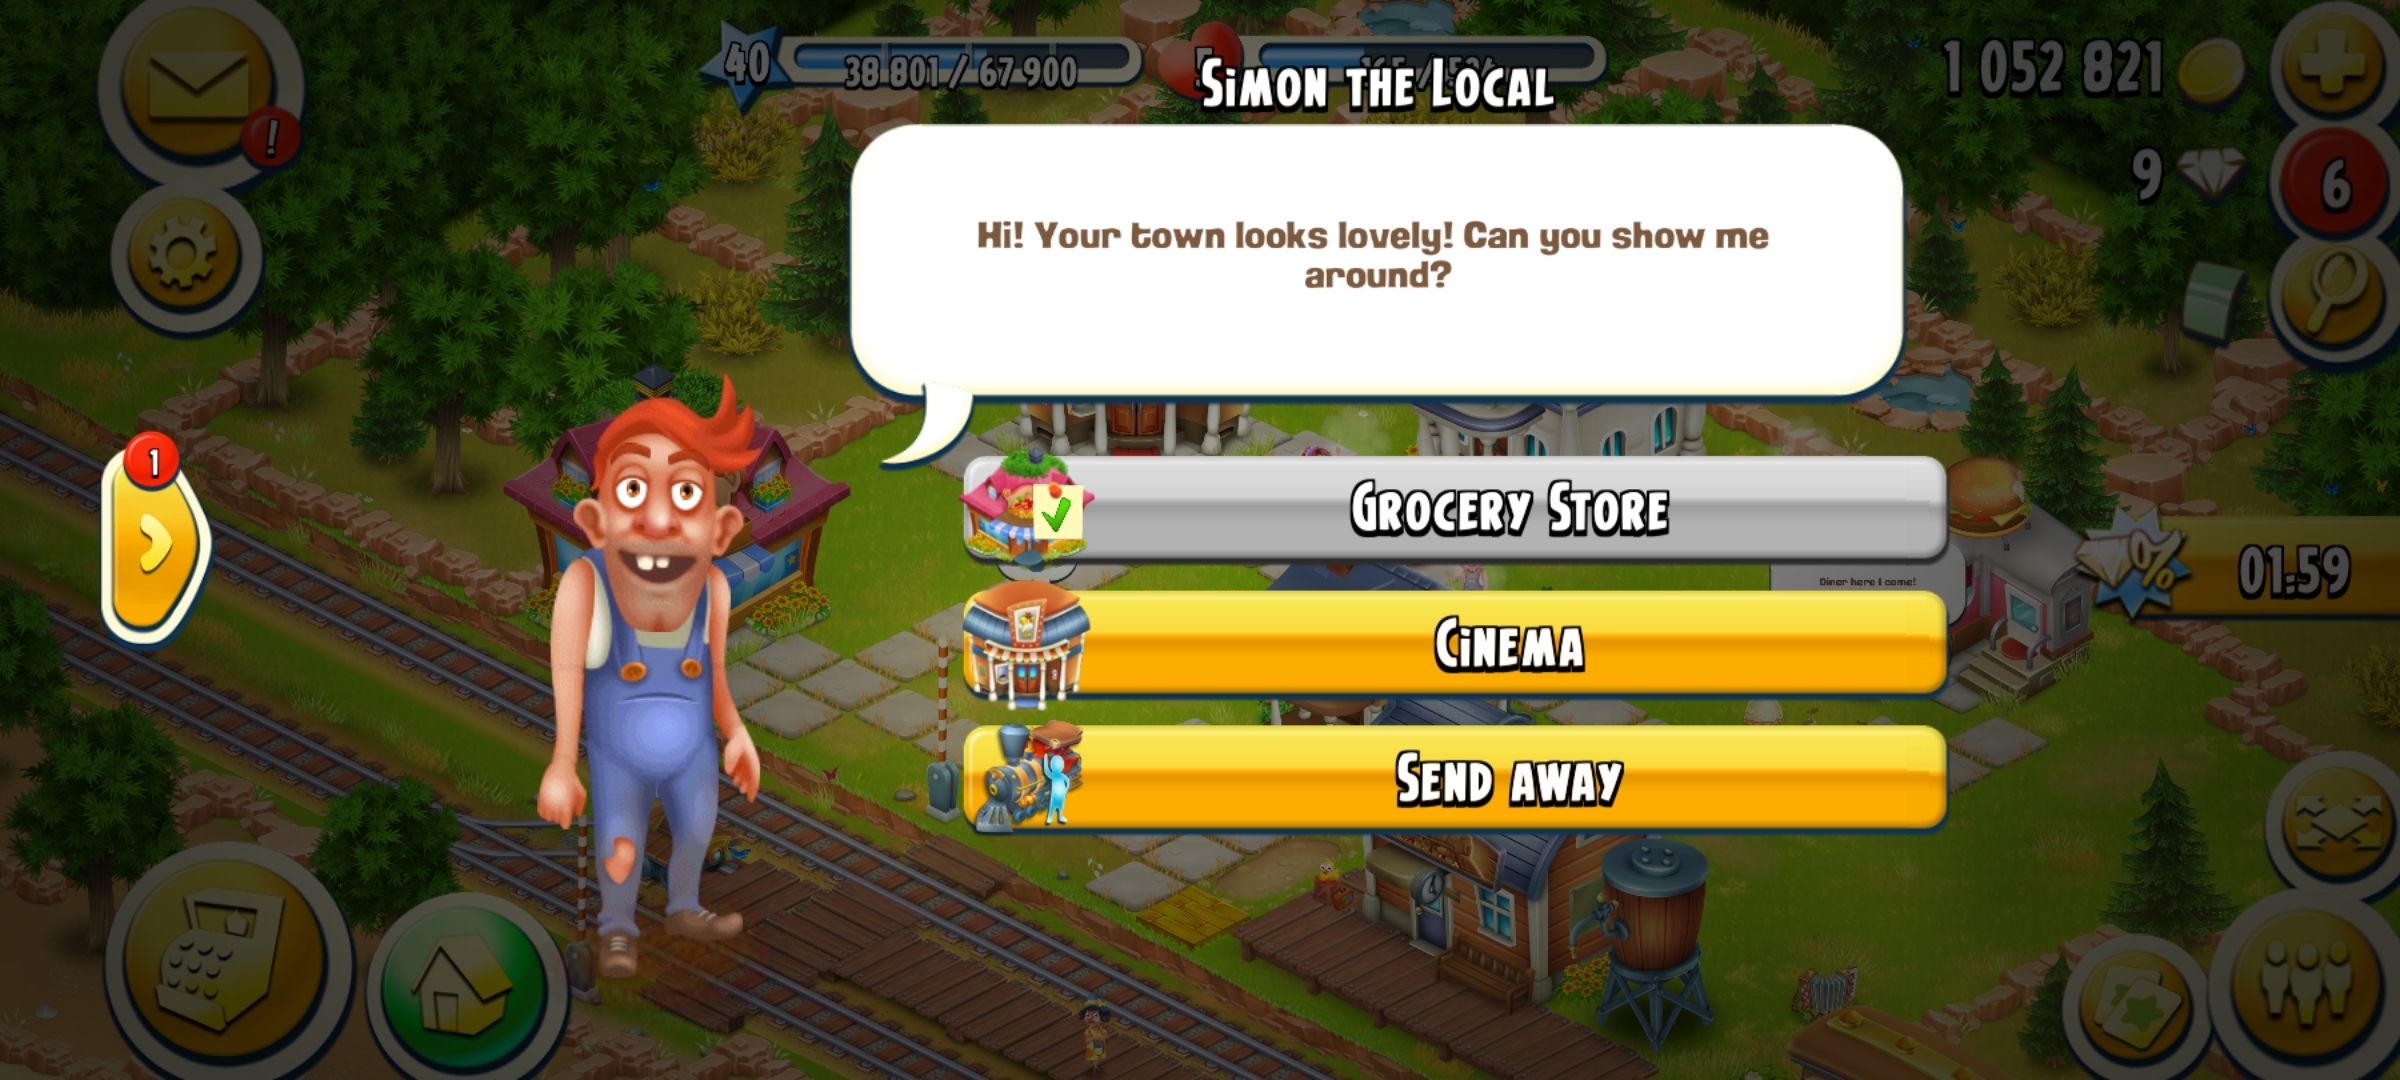 40
38 801 / 67 900
1 052 821
SIMON THE LOCAL
9
6
!
Hi! Your town looks lovely! Can you show me
around?
1
GROCERY STORE
Diner here I come!
%
01:59
CINEMA
SEND AWAY